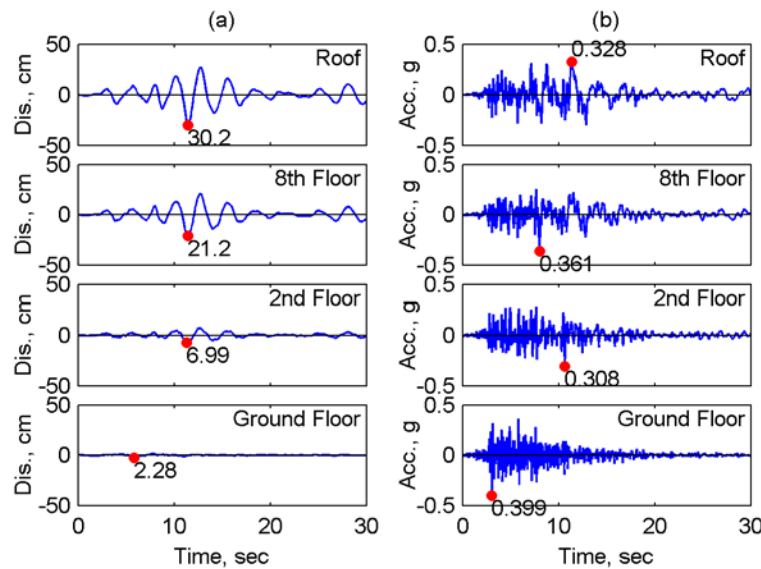 (a)
50
Dis., cm
0
-50
Roof
30.2
50
Dis., cm
0
-50
8th Floor
21.2
50
Dis., cm
0
-50
2nd Floor
6.99
50
Dis., cm
0
-50
Ground Floor
2.28
0 10 20 30
Time, sec
(b)
0.5
Acc., g
0
-0.5
0.328
Roof
0.5
Acc., g
0
-0.5
8th Floor
0.361
0.5
Acc., g
0
-0.5
2nd Floor
0.308
0.5
Acc., g
0
-0.5
Ground Floor
0.399
0 10 20 30
Time, sec